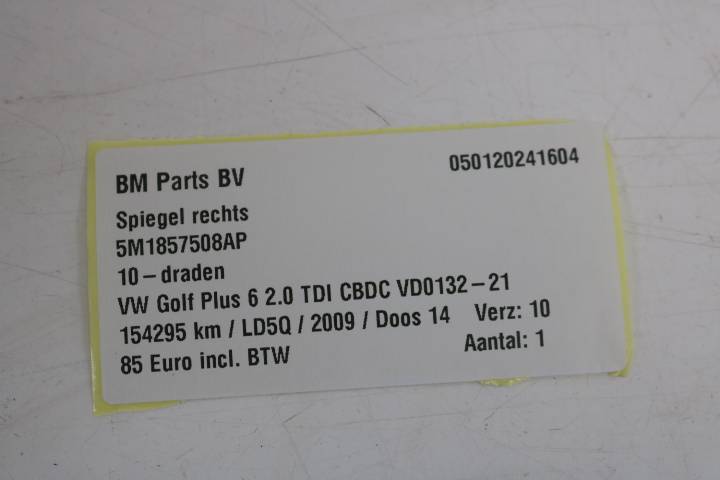 BM Parts BV 050120241604
Spiegel rechts
5M1857508AP
10-draden
VW Golf Plus 6 2.0 TDI CBDC VD0132-21
154295 km / LD5Q / 2009 / Doos 14 Verz: 10
85 Euro incl. BTW Aantal: 1